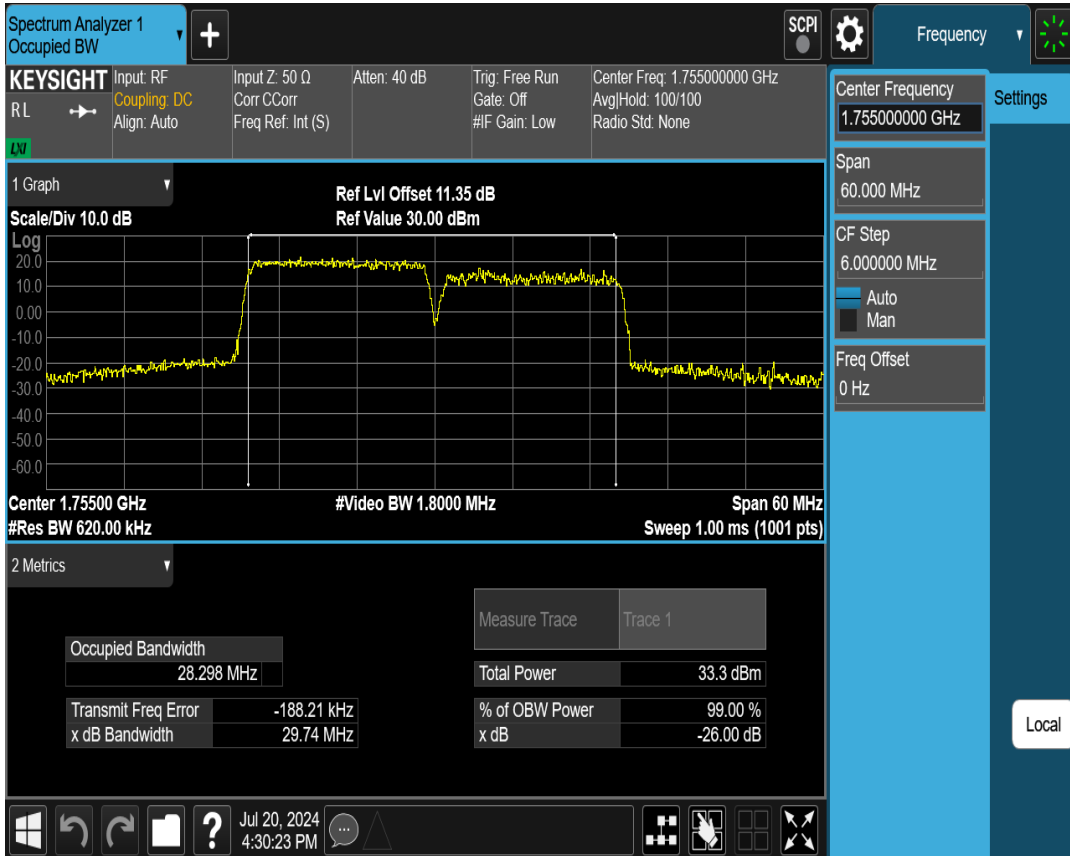 Spectrum Analyzer 1
Occupied BW
+
SCPI
Frequency
KEYSIGHT
RL
LXI
Input: RF
Coupling: DC
Align: Auto
Input Z: 50 Ω
Corr CCorr
Freq Ref: Int (S)
Atten: 40 dB
Trig: Free Run
Gate: Off
#IF Gain: Low
Center Freq: 1.755000000 GHz
Avg|Hold: 100/100
Radio Std: None
Center Frequency
1.755000000 GHz
Settings
Span
60.000 MHz
CF Step
6.000000 MHz
Auto
Man
Freq Offset
0 Hz
Local
1 Graph
Ref Lvl Offset 11.35 dB
Scale/Div 10.0 dB
Ref Value 30.00 dBm
Log
20.0
10.0
0.00
-10.0
-20.0
-30.0
-40.0
-50.0
-60.0
Center 1.75500 GHz
#Video BW 1.8000 MHz
Span 60 MHz
#Res BW 620.00 kHz
Sweep 1.00 ms (1001 pts)
2 Metrics
Measure Trace
Trace 1
Occupied Bandwidth
28.298 MHz
Total Power
33.3 dBm
Transmit Freq Error
-188.21 kHz
% of OBW Power
99.00 %
x dB Bandwidth
29.74 MHz
x dB
-26.00 dB
?
Jul 20, 2024
4:30:23 PM